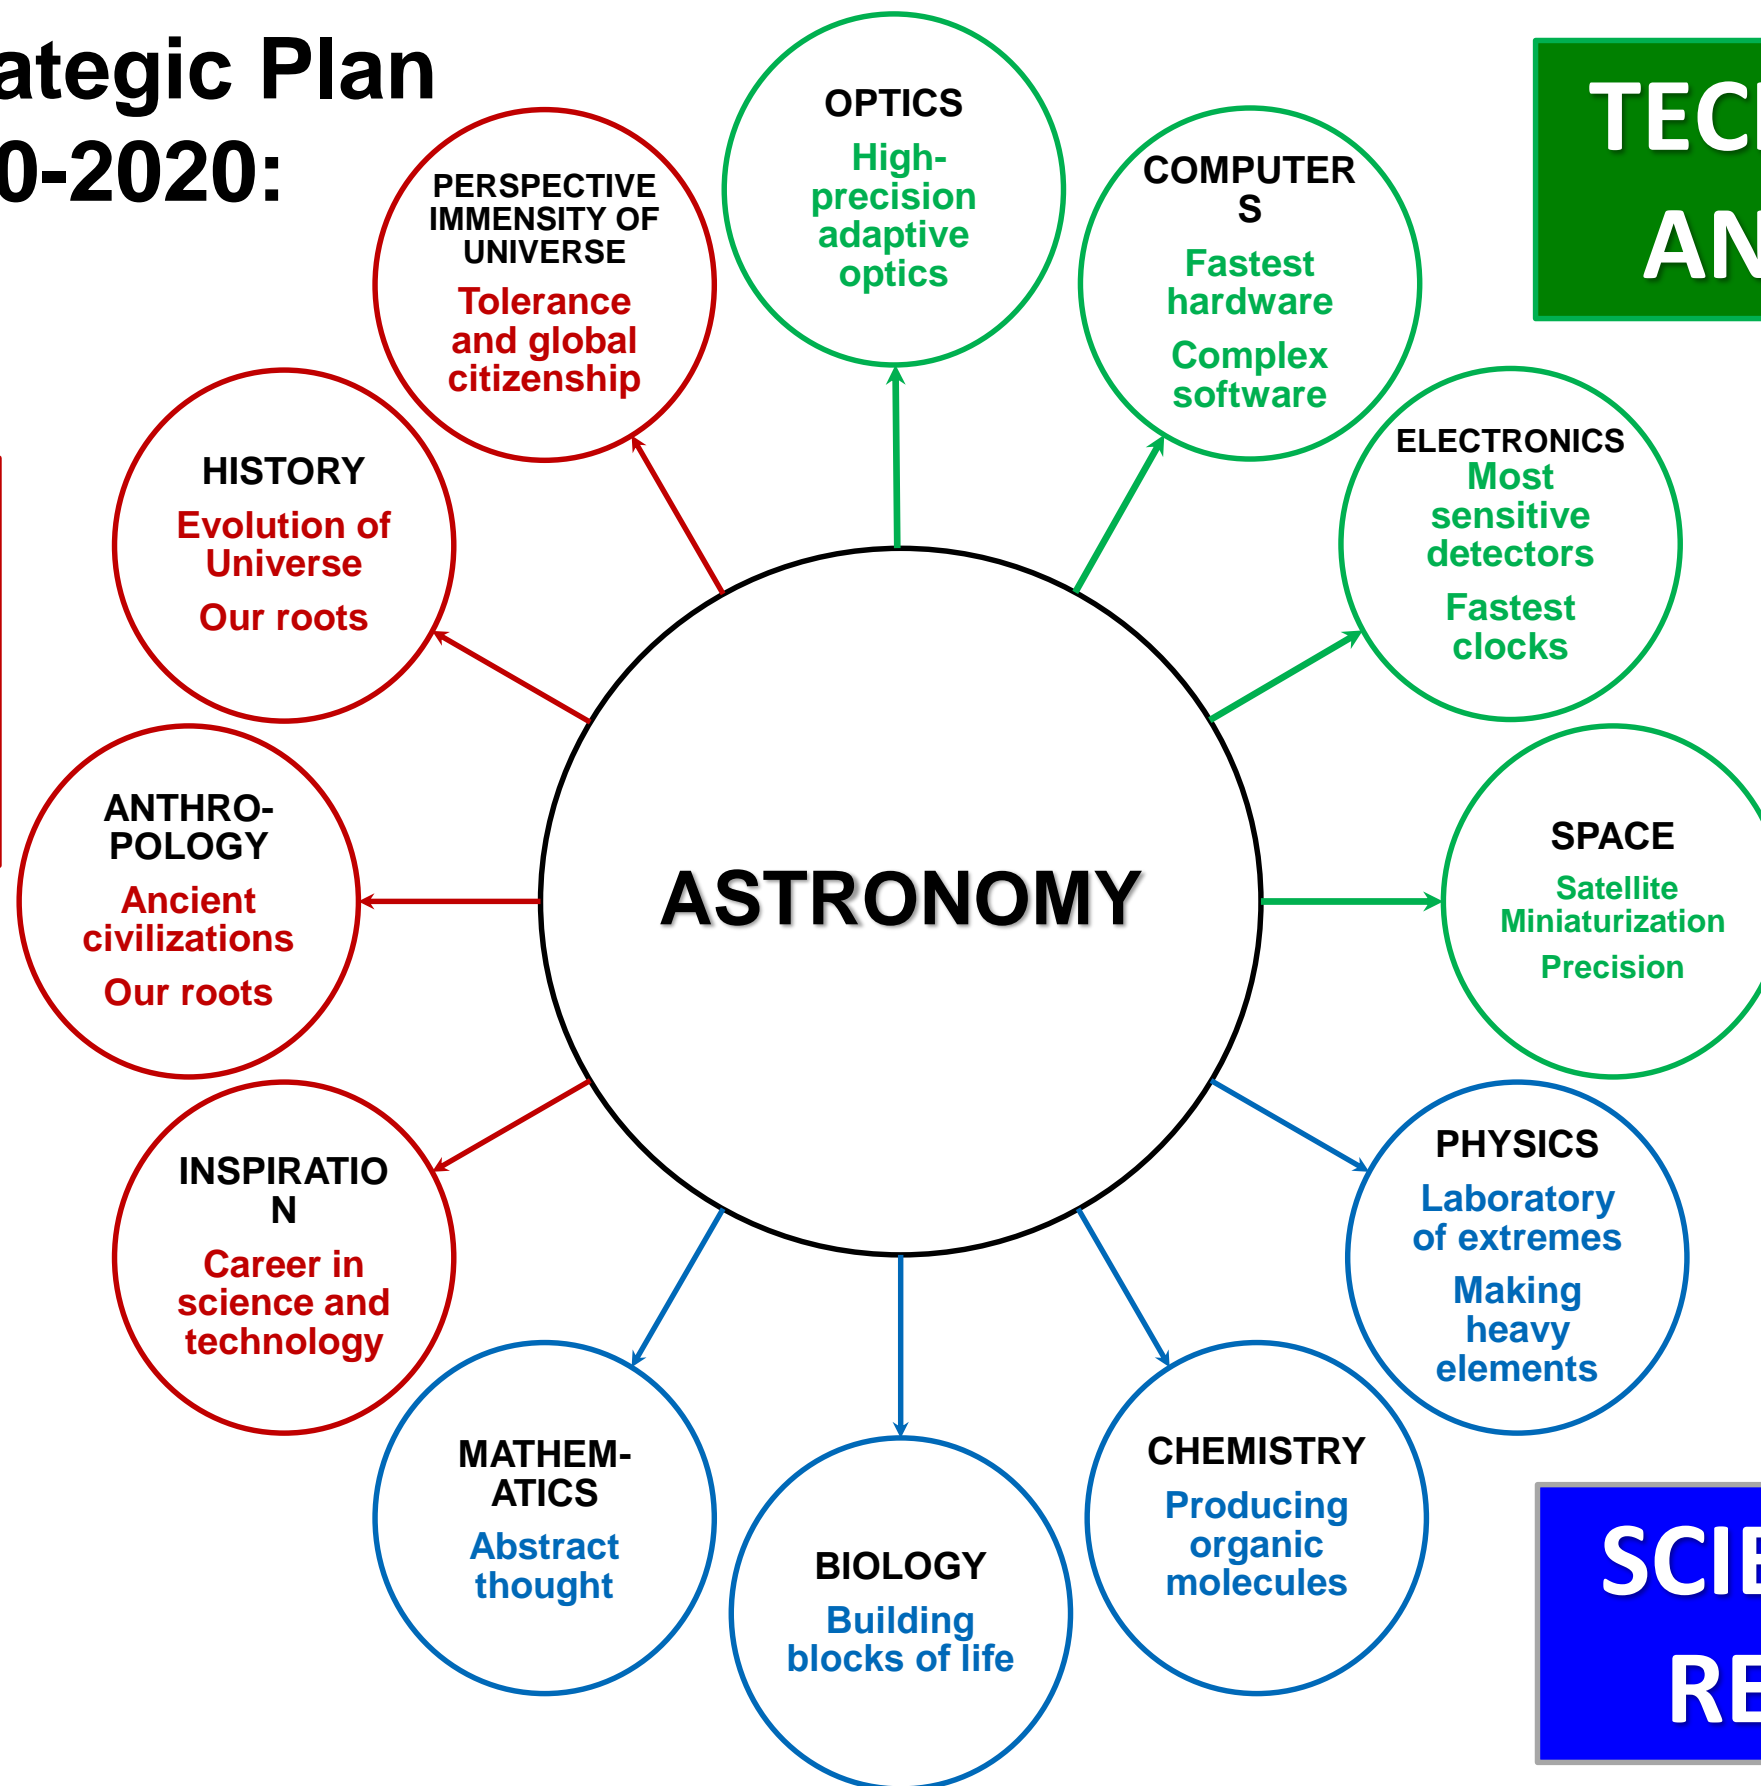 ategic Plan
0-2020:
OPTICS
High-
precision
adaptive
optics
COMPUTER
S
Fastest
hardware
Complex
software
ELECTRONICS
Most
sensitive
detectors
Fastest
clocks
SPACE
Satellite
Miniaturization
Precision
PHYSICS
Laboratory
of extremes
Making
heavy
elements
CHEMISTRY
Producing
organic
molecules
BIOLOGY
Building
blocks of life
MATHEM-
ATICS
Abstract
thought
INSPIRATIO
N
Career in
science and
technology
ANTHRO-
POLOGY
Ancient
civilizations
Our roots
HISTORY
Evolution of
Universe
Our roots
PERSPECTIVE
IMMENSITY OF
UNIVERSE
Tolerance
and global
citizenship
ASTRONOMY
TEC
AN
SCIE
RE